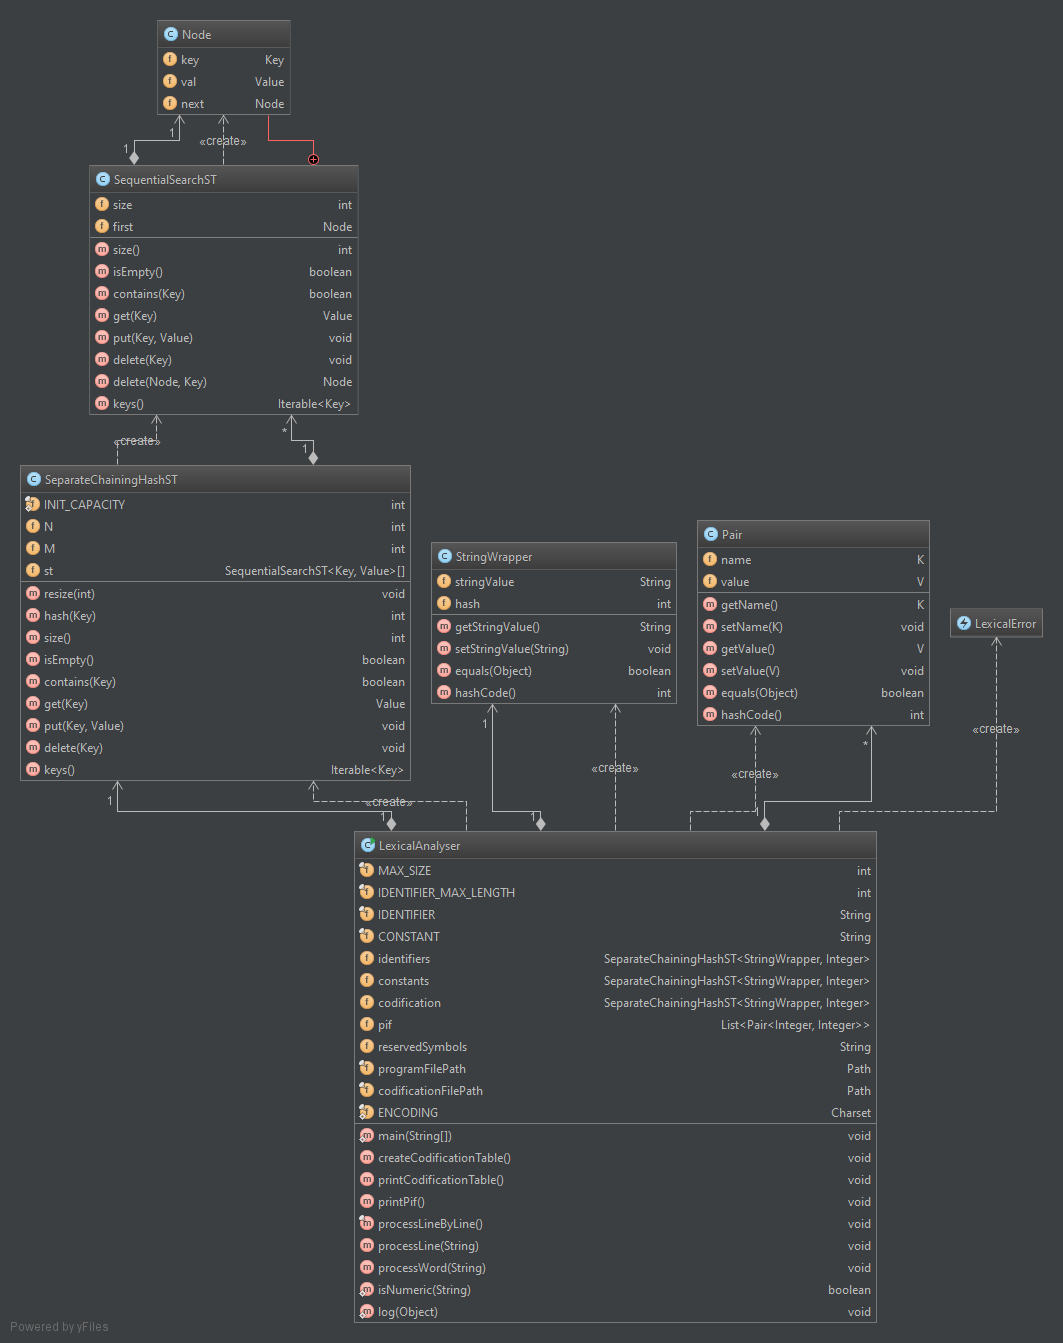 C Node
f key Key
f val Value
f next Node
1
1
«create»
C SequentialSearchST
f size int
f first Node
m size() int
m isEmpty() boolean
m contains(Key) boolean
m get(Key) Value
m put(Key, Value) void
m delete(Key) void
m delete(Node, Key) Node
m keys() Iterable<Key>
«create»
*
1
C SeparateChainingHashST
f INIT_CAPACITY int
f N int
f M int
f st SequentialSearchST<Key, Value>[]
m resize(int) void
m hash(Key) int
m size() int
m isEmpty() boolean
m contains(Key) boolean
m get(Key) Value
m put(Key, Value) void
m delete(Key) void
m keys() Iterable<Key>
C StringWrapper
f stringValue String
f hash int
m getStringValue() String
m setStringValue(String) void
m equals(Object) boolean
m hashCode() int
C Pair
f name K
f value V
m getName() K
m setName(K) void
m getValue() V
m setValue(V) void
m equals(Object) boolean
m hashCode() int
LexicalError
1
*
«create»
«create»
«create»
1
«create»
1
1
1
C LexicalAnalyser
f MAX_SIZE int
f IDENTIFIER_MAX_LENGTH int
f IDENTIFIER String
f CONSTANT String
f identifiers SeparateChainingHashST<StringWrapper, Integer>
f constants SeparateChainingHashST<StringWrapper, Integer>
f codification SeparateChainingHashST<StringWrapper, Integer>
f pif List<Pair<Integer, Integer>>
f reservedSymbols String
f programFilePath Path
f codificationFilePath Path
f ENCODING Charset
m main(String[]) void
m createCodificationTable() void
m printCodificationTable() void
m printPif() void
m processLineByLine() void
m processLine(String) void
m processWord(String) void
m isNumeric(String) boolean
m log(Object) void
Powered by yFiles